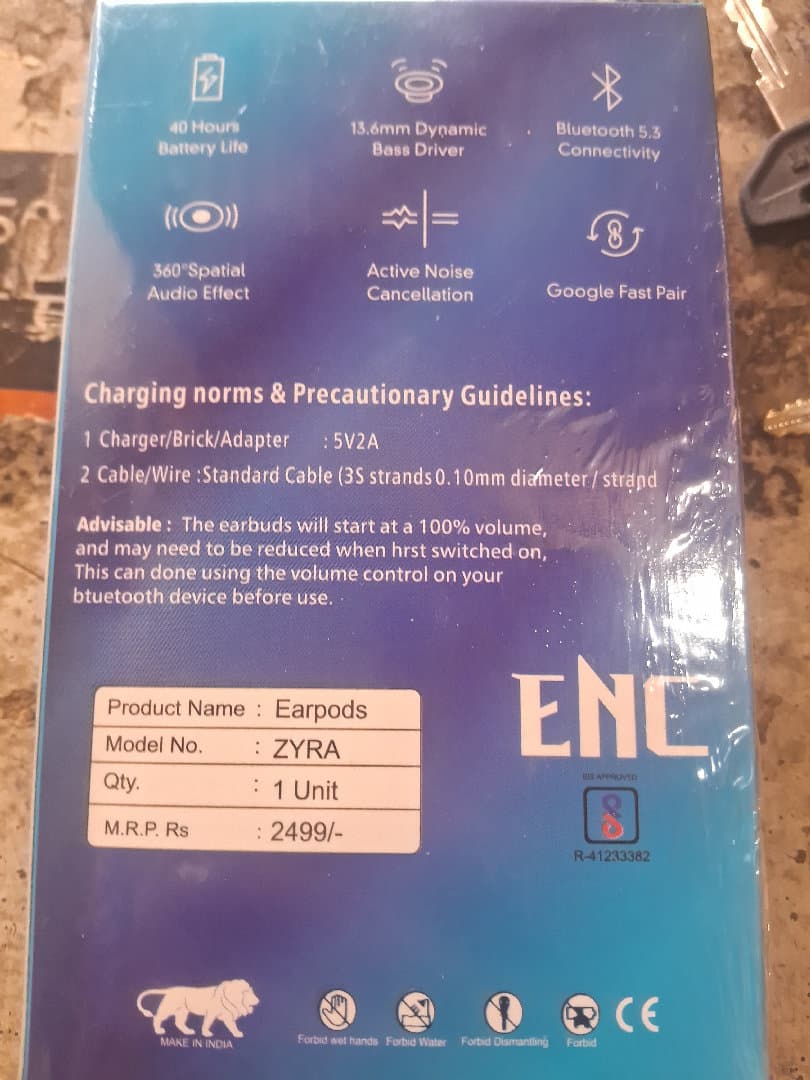 40 Hours
Battery Life
13.6mm Dynamic
Bass Driver
Bluetooth 5.3
Connectivity
360°Spatial
Audio Effect
Active Noise
Cancellation
Google Fast Pair
Charging norms & Precautionary Guidelines:
1 Charger/Brick/Adapter : 5V2A
2 Cable/Wire :Standard Cable (3S strands 0.10mm diameter / strand
Advisable : The earbuds will start at a 100% volume,
and may need to be reduced when hrst switched on,
This can done using the volume control on your
btuetooth device before use.
Product Name : Earpods
Model No. : ZYRA
Qty. : 1 Unit
M.R.P. Rs : 2499/-
ENC
BIS APPROVED
R-41233382
MAKE IN INDIA
Forbid wet hands
Forbid Water
Forbid Dismantling
Forbid
CE
50